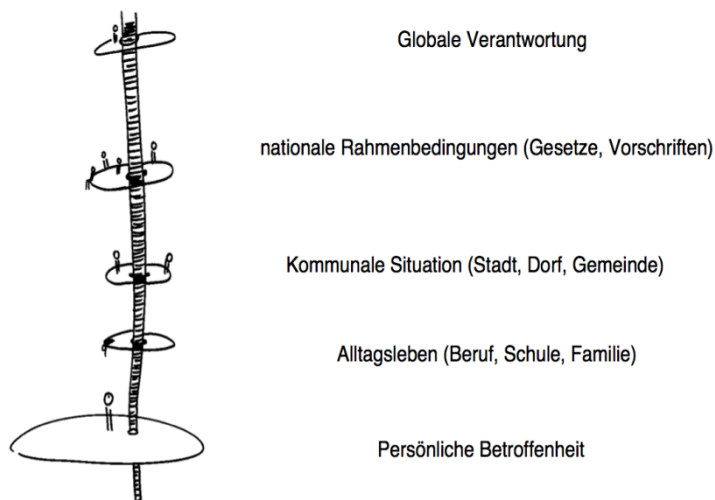 Globale Verantwortung
nationale Rahmenbedingungen (Gesetze, Vorschriften)
Kommunale Situation (Stadt, Dorf, Gemeinde)
Alltagsleben (Beruf, Schule, Familie)
Persönliche Betroffenheit